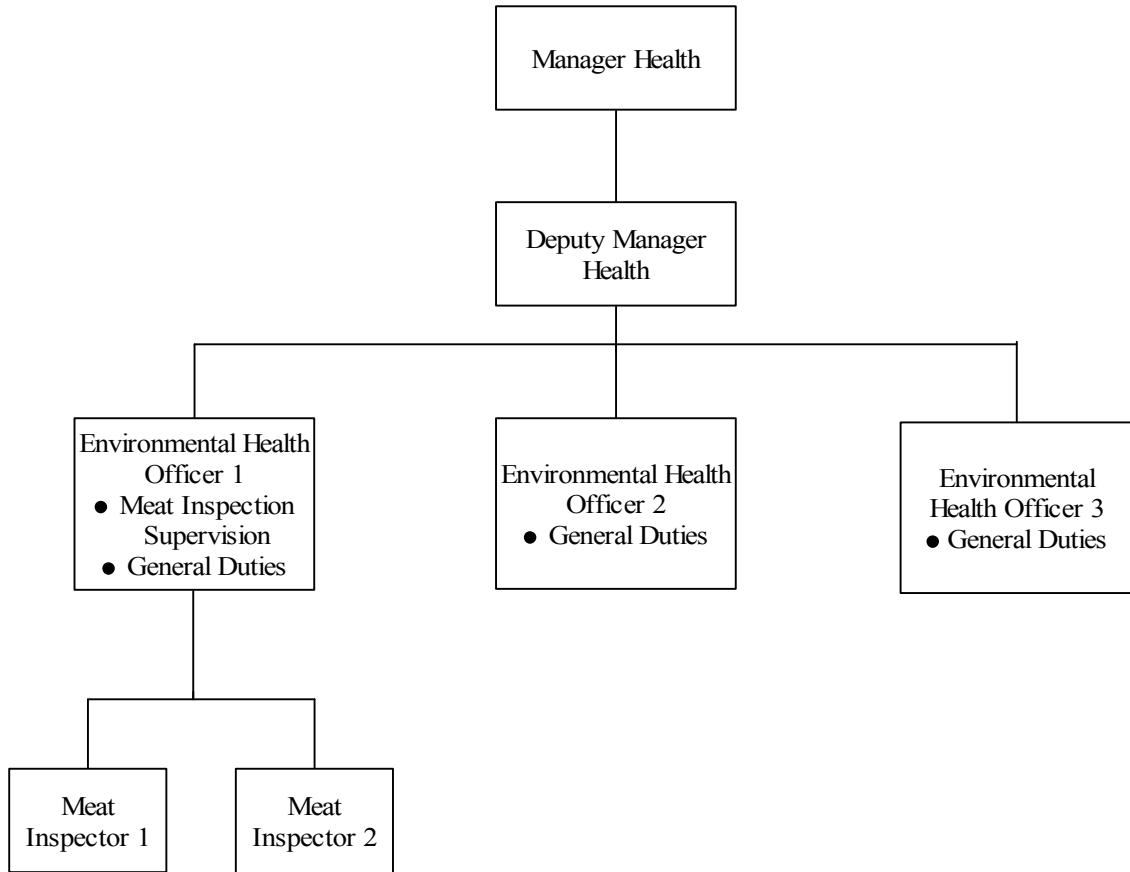 Manager Health
Deputy Manager
Health
Environmental Health
Officer 1
● Meat Inspection
Supervision
● General Duties
Environmental Health
Officer 2
● General Duties
Environmental
Health Officer 3
● General Duties
Meat
Inspector 1
Meat
Inspector 2